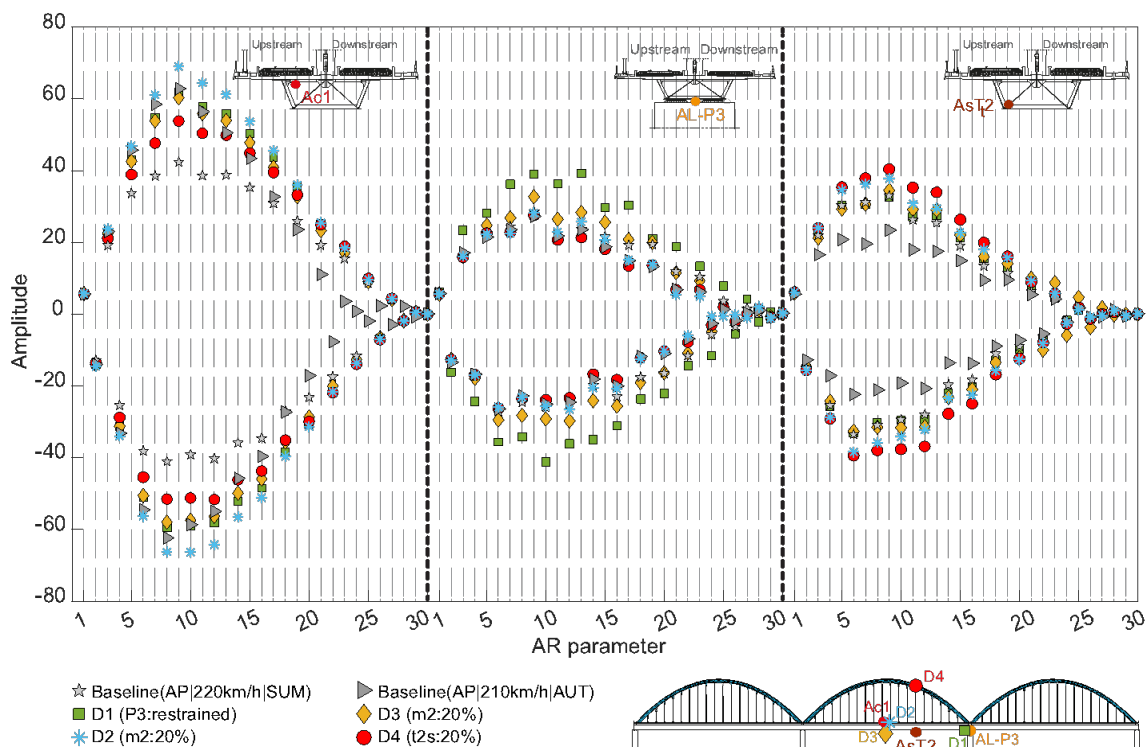 80
60
40
20
0
-20
-40
-60
-80
Amplitude
Upstream Downstream
Ac1
Upstream Downstream
AL-P3
Upstream Downstream
AsT2
t
1 5 10 15 20 25 30 1 5 10 15 20 25 30 1 5 10 15 20 25 30
AR parameter
Baseline(AP|220km/h|SUM)
Baseline(AP|210km/h|AUT)
D1 (P3:restrained)
D3 (m2:20%)
D2 (m2:20%)
D4 (t2s:20%)
D4
Ac1
D2
D3
AsT2
D1
AL-P3